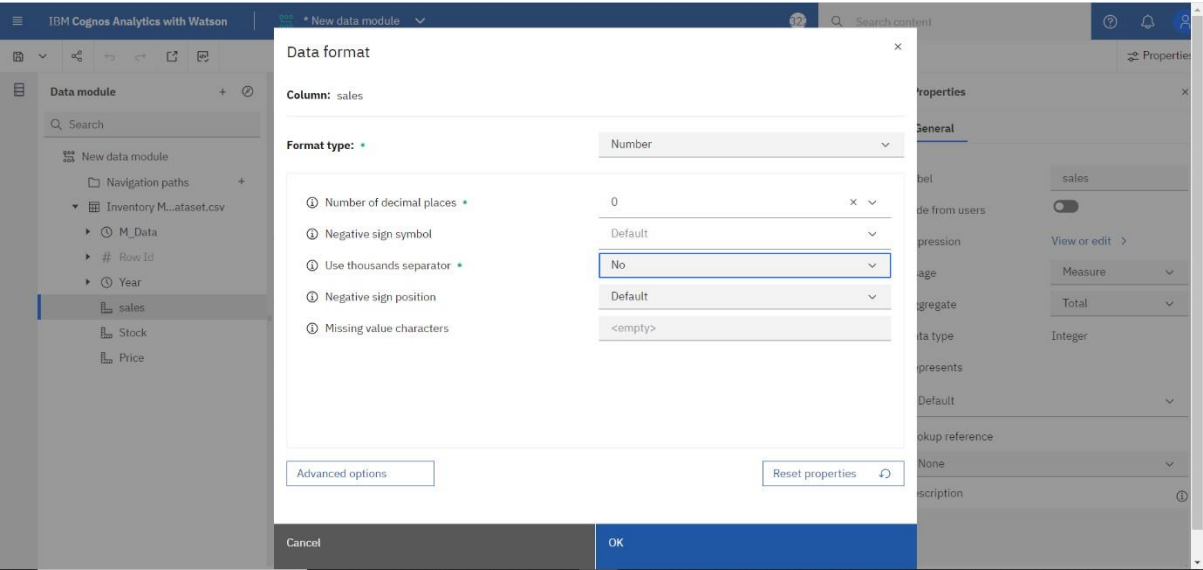 IBM Cognos Analytics with Watson
* New data module
32
Search content
Properties
Data module
Search
New data module
Navigation paths
Inventory M...ataset.csv
M_Data
# Row Id
Year
sales
Stock
Price
Data format
Column: sales
Format type: Number
Number of decimal places 0
Negative sign symbol Default
Use thousands separator No
Negative sign position Default
Missing value characters <empty>
Advanced options
Reset properties
Cancel
OK
Properties
General
bel sales
de from users
pression View or edit
age Measure
gregate Total
ta type Integer
presents
Default
okup reference
None
scription